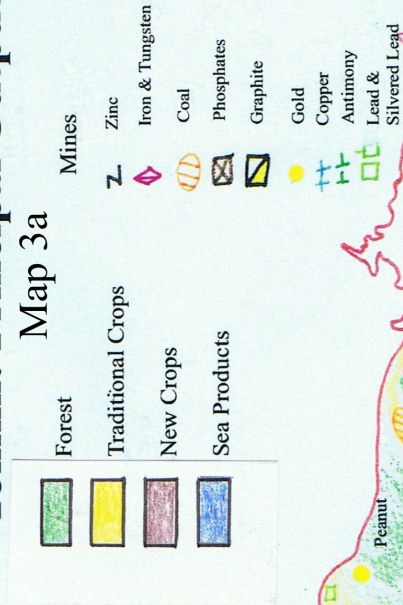 Map 3a
Forest
Traditional Crops
New Crops
Sea Products
Mines
Zinc
Iron & Tungsten
Coal
Phosphates
Graphite
Gold
Copper
Antimony
Lead &
Silvered Lead
Peanut